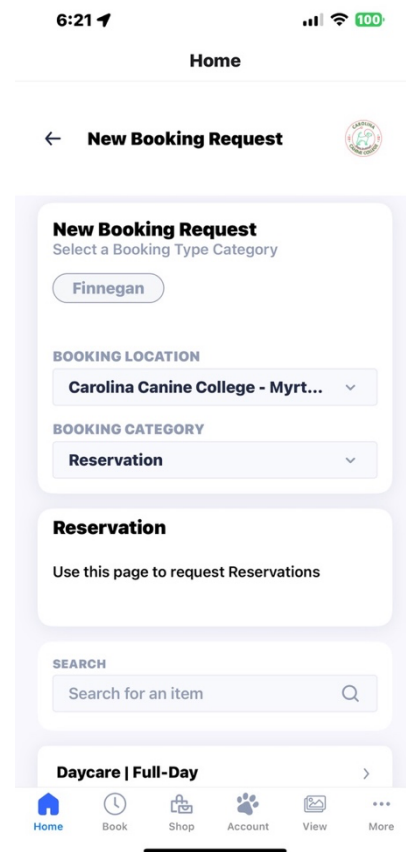 6:21
100
Home
New Booking Request
New Booking Request
Select a Booking Type Category
Finnegan
BOOKING LOCATION
Carolina Canine College - Myrt...
BOOKING CATEGORY
Reservation
Reservation
Use this page to request Reservations
SEARCH
Search for an item
Daycare | Full-Day
Home Book Shop Account View More